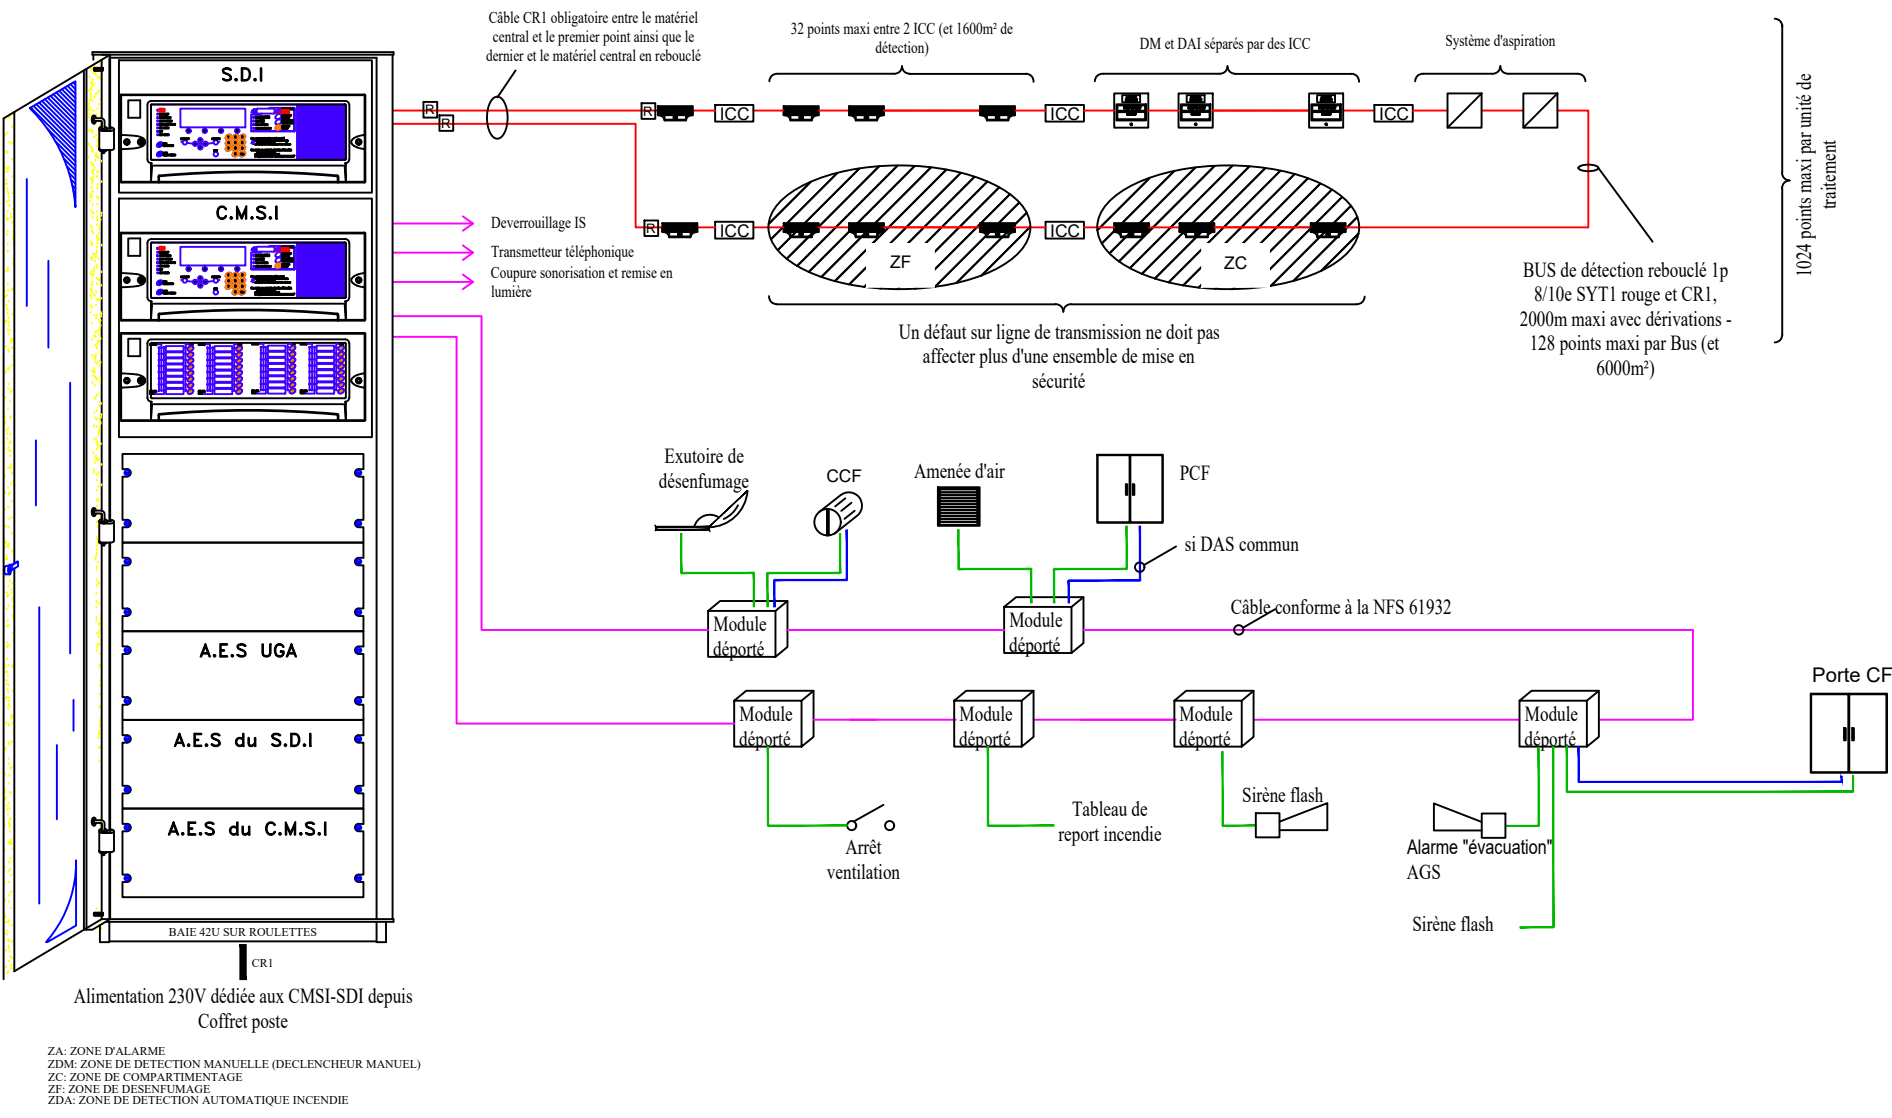 Câble CR1 obligatoire entre le matériel
central et le premier point ainsi que le
dernier et le matériel central en rebouclé
32 points maxi entre 2 ICC (et 1600m² de
détection)
DM et DAI séparés par des ICC
Système d'aspiration
S.D.I
R
R
R
ICC
ICC
ICC
1024 points maxi par unité de
traitement
C.M.S.I
Deverrouillage IS
Transmetteur téléphonique
Coupure sonorisation et remise en
lumière
R
ICC
ICC
ZF
ZC
BUS de détection rebouclé 1p
8/10e SYT1 rouge et CR1,
2000m maxi avec dérivations -
128 points maxi par Bus (et
6000m²)
Un défaut sur ligne de transmission ne doit pas
affecter plus d'une ensemble de mise en
sécurité
Exutoire de
désenfumage
CCF
Amenée d'air
PCF
si DAS commun
Câble conforme à la NFS 61932
Module
déporté
Module
déporté
A.E.S UGA
Porte CF
Module
déporté
Module
déporté
Module
déporté
Module
déporté
A.E.S du S.D.I
A.E.S du C.M.S.I
Arrêt
ventilation
Tableau de
report incendie
Sirène flash
Alarme "évacuation"
AGS
Sirène flash
BAIE 42U SUR ROULETTES
CR1
Alimentation 230V dédiée aux CMSI-SDI depuis
Coffret poste
ZA: ZONE D'ALARME
ZDM: ZONE DE DETECTION MANUELLE (DECLENCHEUR MANUEL)
ZC: ZONE DE COMPARTIMENTAGE
ZF: ZONE DE DESENFUMAGE
ZDA: ZONE DE DETECTION AUTOMATIQUE INCENDIE